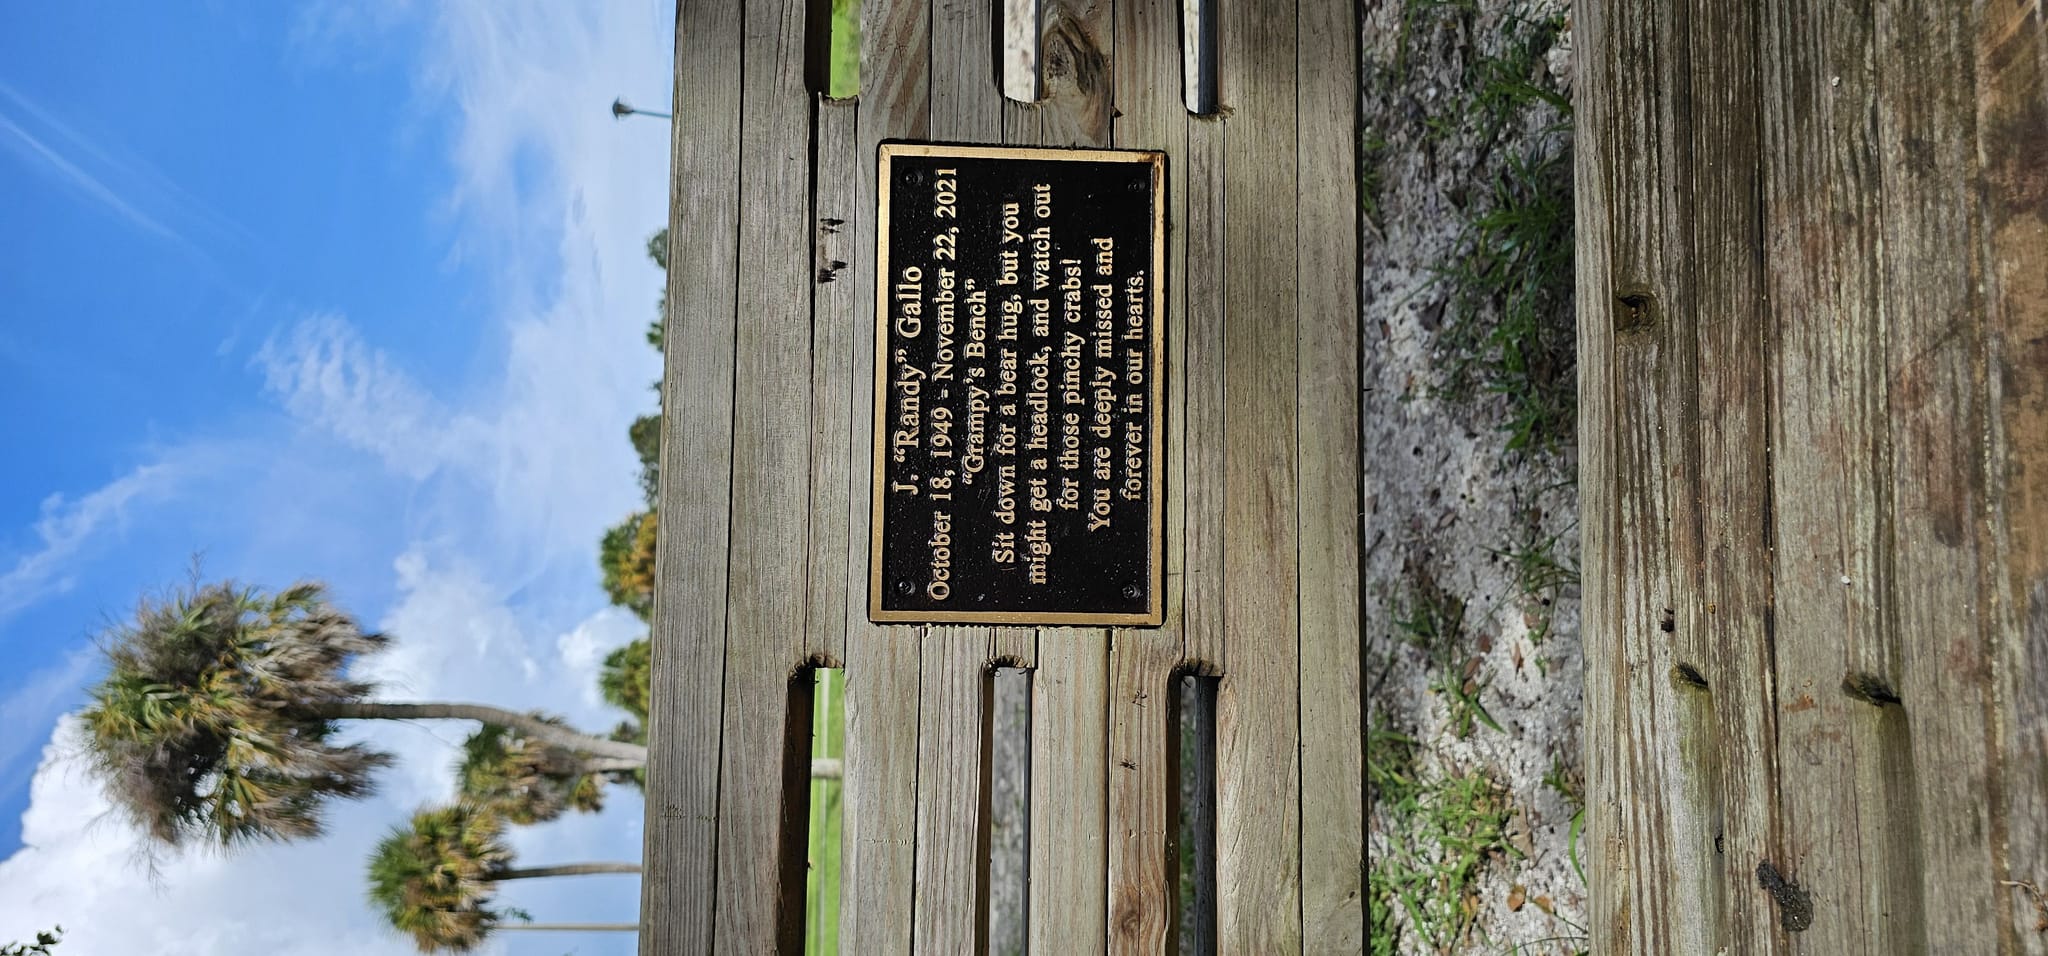 J. “Randy” Gallo
October 18, 1949 - November 22, 2021
“Grampy’s Bench”
Sit down for a bear hug, but you
might get a headlock, and watch out
for those pinchy crabs!
You are deeply missed and
forever in our hearts.